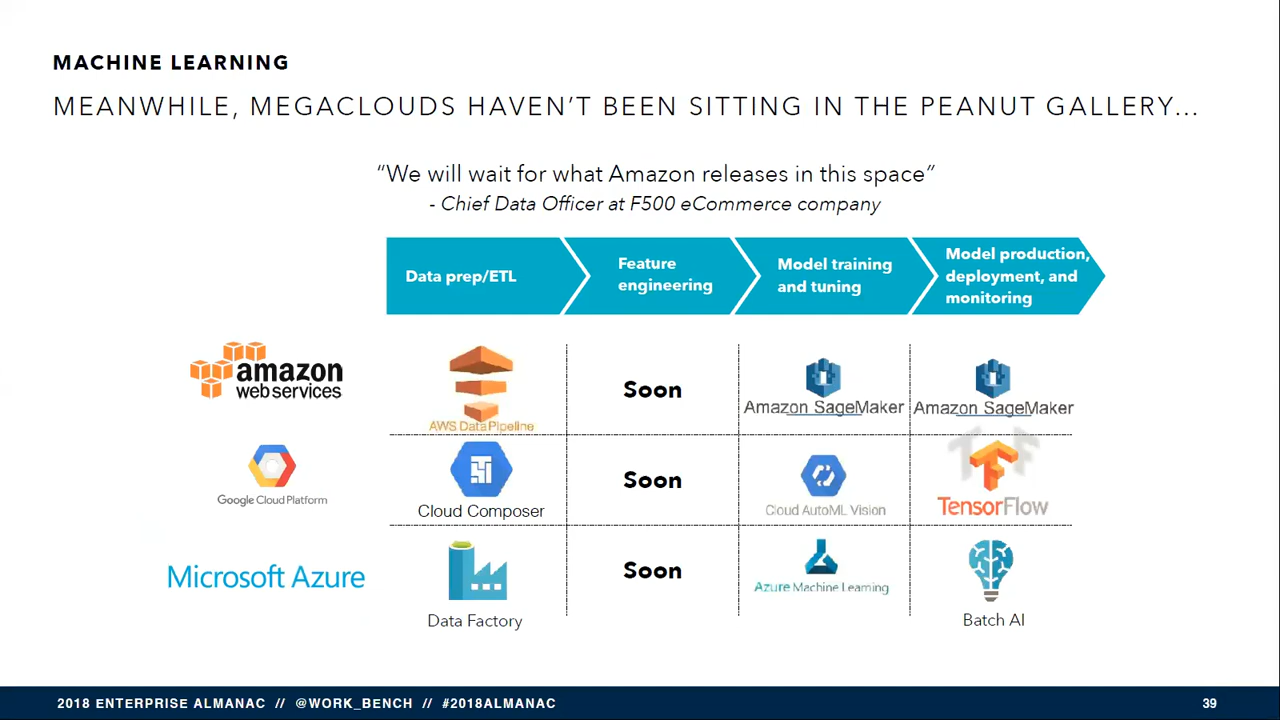 MACHINE LEARNING
MEANWHILE, MEGACLOUDS HAVEN'T BEEN SITTING IN THE PEANUT GALLERY...
“We will wait for what Amazon releases in this space”
- Chief Data Officer at F500 eCommerce company
Data prep/ETL
Feature
engineering
Model training
and tuning
Model production,
deployment, and
monitoring
amazon
web services
AWS Data Pipeline
Soon
Amazon SageMaker
Amazon SageMaker
Google Cloud Platform
Cloud Composer
Soon
Cloud AutoML Vision
TensorFlow
Microsoft Azure
Data Factory
Soon
Azure Machine Learning
Batch AI
2018 ENTERPRISE ALMANAC // @WORK_BENCH // #2018ALMANAC
39